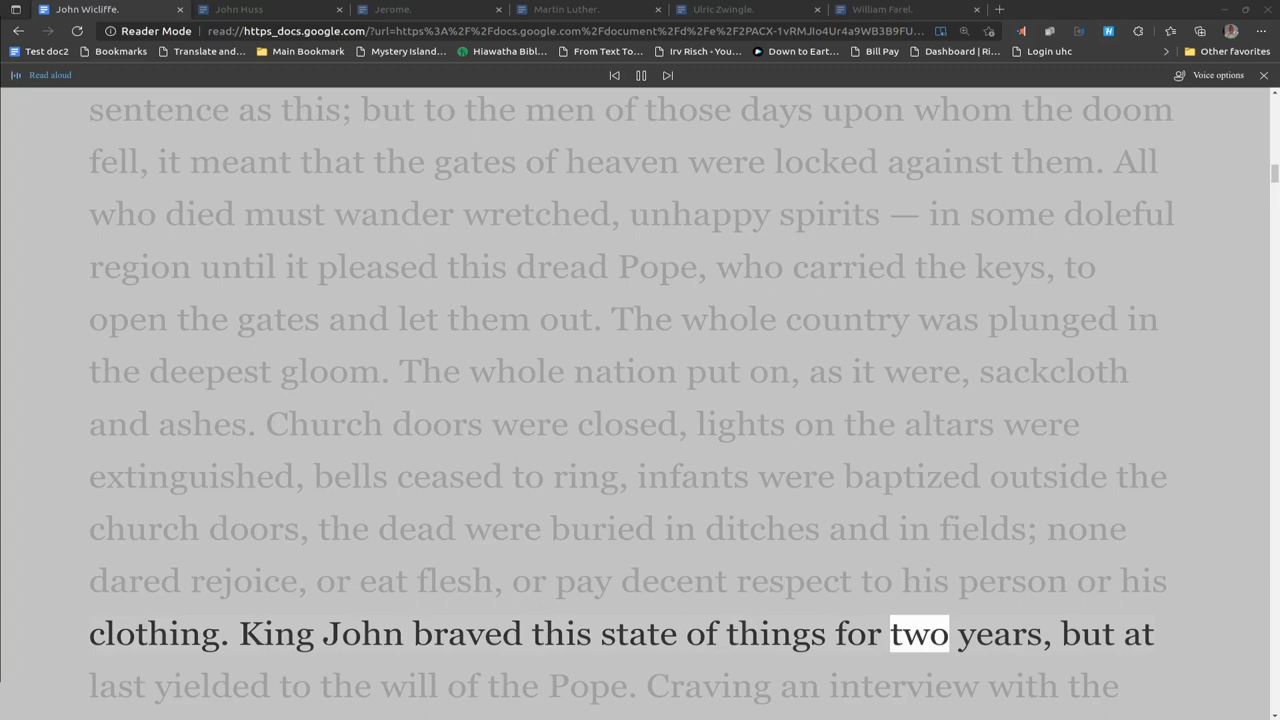 John Wicliffe.
John Huss
Jerome.
Martin Luther.
Ulric Zwingle.
William Farel.
Reader Mode
read://https_docs.google.com/?url=https%3A%2F%2Fdocs.google.com%2Fdocument%2Fd%2Fe%2F2PACX-1vRMJIo4Ur4a9WB3B9FU...
Test doc2
Bookmarks
Translate and...
Main Bookmark
Mystery Island...
Hiawatha Bibl...
From Text To...
Irv Risch - You...
Down to Eart...
Bill Pay
Dashboard | Ri...
Login uhc
Other favorites
Read aloud
Voice options
sentence as this; but to the men of those days upon whom the doom
fell, it meant that the gates of heaven were locked against them. All
who died must wander wretched, unhappy spirits — in some doleful
region until it pleased this dread Pope, who carried the keys, to
open the gates and let them out. The whole country was plunged in
the deepest gloom. The whole nation put on, as it were, sackcloth
and ashes. Church doors were closed, lights on the altars were
extinguished, bells ceased to ring, infants were baptized outside the
church doors, the dead were buried in ditches and in fields; none
dared rejoice, or eat flesh, or pay decent respect to his person or his
clothing. King John braved this state of things for two years, but at
last yielded to the will of the Pope. Craving an interview with the